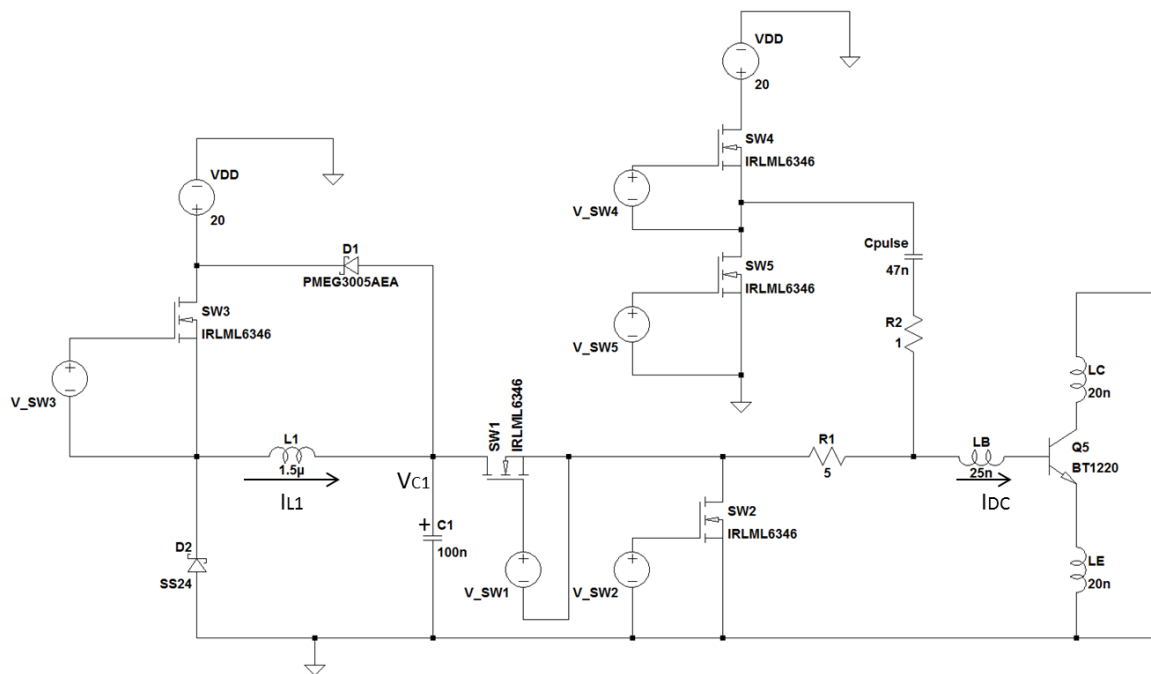 VDD
20
SW4
IRLML6346
V_SW4
SW5
IRLML6346
V_SW5
Cpulse
47n
R2
1
VDD
20
D1
PMEG3005AEA
SW3
IRLML6346
V_SW3
L1
1.5µ
IL1
VC1
SW1
IRLML6346
R1
5
LB
25n
IDC
LC
20n
Q5
BT1220
SW2
IRLML6346
+
C1
100n
D2
SS24
V_SW1
V_SW2
LE
20n